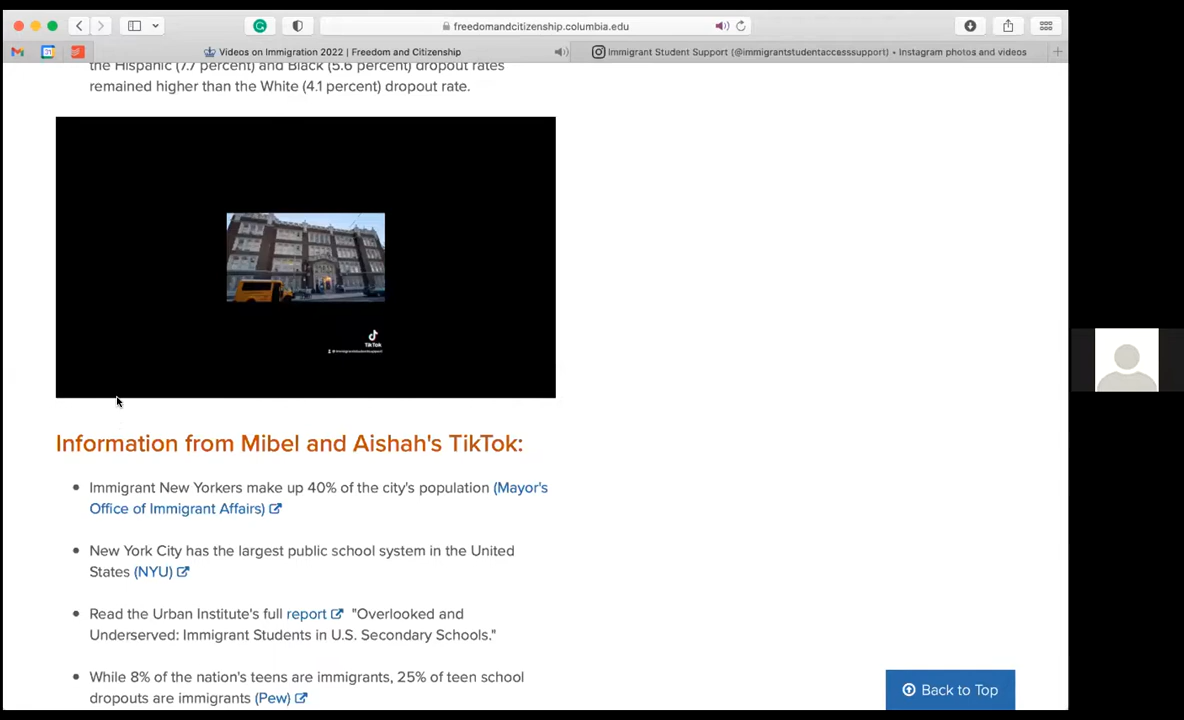 freedomandcitizenship.columbia.edu
Videos on Immigration 2022 | Freedom and Citizenship
Immigrant Student Support (@immigrantstudentaccesssupport) • Instagram photos and videos
the Hispanic (7.7 percent) and Black (5.6 percent) dropout rates
remained higher than the White (4.1 percent) dropout rate.
TikTok
Information from Mibel and Aishah's TikTok:
• Immigrant New Yorkers make up 40% of the city's population (Mayor's
Office of Immigrant Affairs)
• New York City has the largest public school system in the United
States (NYU)
• Read the Urban Institute's full report "Overlooked and
Underserved: Immigrant Students in U.S. Secondary Schools."
• While 8% of the nation's teens are immigrants, 25% of teen school
dropouts are immigrants (Pew)
Back to Top